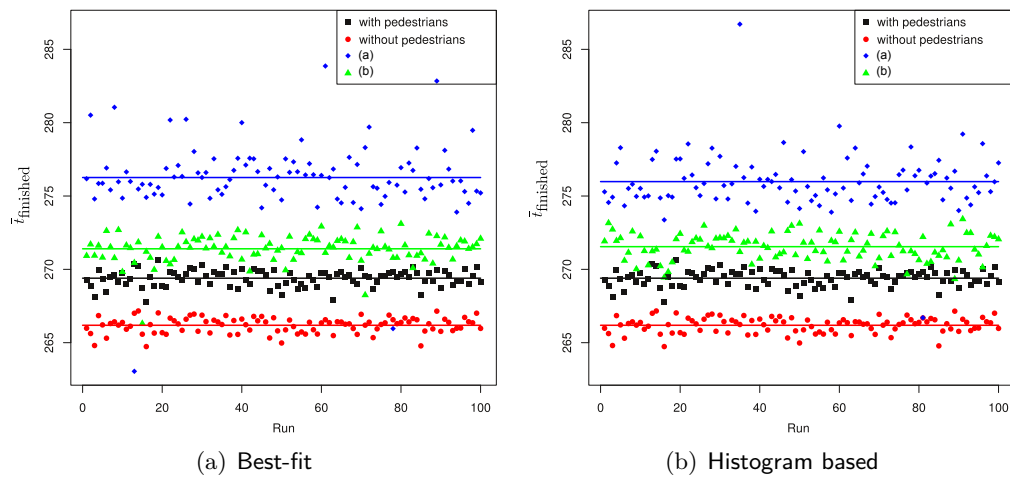 with pedestrians
without pedestrians
(a)
(b)
285
280
275
270
265
t̄finished
0 20 40 60 80 100
Run
(a) Best-fit
with pedestrians
without pedestrians
(a)
(b)
285
280
275
270
265
t̄finished
0 20 40 60 80 100
Run
(b) Histogram based